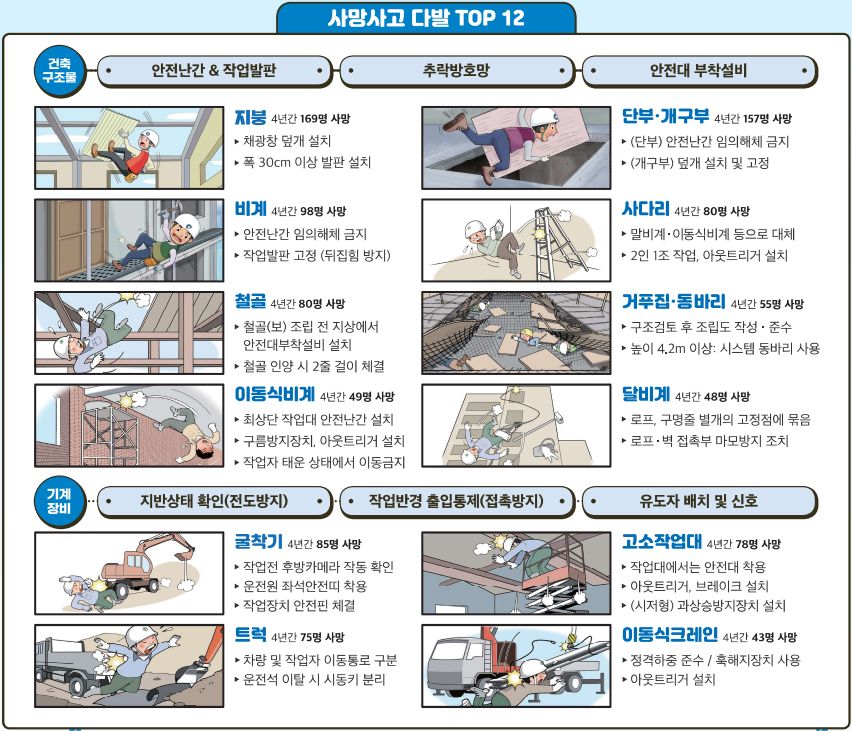 사망사고 다발 TOP 12
건축
구조물
안전난간 & 작업발판
추락방호망
안전대 부착설비
지붕 4년간 169명 사망
▸ 채광창 덮개 설치
▸ 폭 30cm 이상 발판 설치
단부·개구부 4년간 157명 사망
▸ (단부) 안전난간 임의해체 금지
▸ (개구부) 덮개 설치 및 고정
비계 4년간 98명 사망
▸ 안전난간 임의해체 금지
▸ 작업발판 고정 (뒤집힘 방지)
사다리 4년간 80명 사망
▸ 말비계·이동식비계 등으로 대체
▸ 2인 1조 작업, 아웃트리거 설치
철골 4년간 80명 사망
▸ 철골(보) 조립 전 지상에서
안전대부착설비 설치
▸ 철골 인양 시 2줄 걸이 체결
거푸집·동바리 4년간 55명 사망
▸ 구조검토 후 조립도 작성·준수
▸ 높이 4.2m 이상: 시스템 동바리 사용
이동식비계 4년간 49명 사망
▸ 최상단 작업대 안전난간 설치
▸ 구름방지장치, 아웃트리거 설치
▸ 작업자 태운 상태에서 이동금지
달비계 4년간 48명 사망
▸ 로프, 구명줄 별개의 고정점에 묶음
▸ 로프·벽 접촉부 마모방지 조치
기계
장비
지반상태 확인(전도방지)
작업반경 출입통제(접촉방지)
유도자 배치 및 신호
굴착기 4년간 85명 사망
▸ 작업전 후방카메라 작동 확인
▸ 운전원 좌석안전띠 착용
▸ 작업장치 안전핀 체결
고소작업대 4년간 78명 사망
▸ 작업대에서는 안전대 착용
▸ 아웃트리거, 브레이크 설치
▸ (시저형) 과상승방지장치 설치
트럭 4년간 75명 사망
▸ 차량 및 작업자 이동통로 구분
▸ 운전석 이탈 시 시동키 분리
이동식크레인 4년간 43명 사망
▸ 정격하중 준수 / 훅해지장치 사용
▸ 아웃트리거 설치